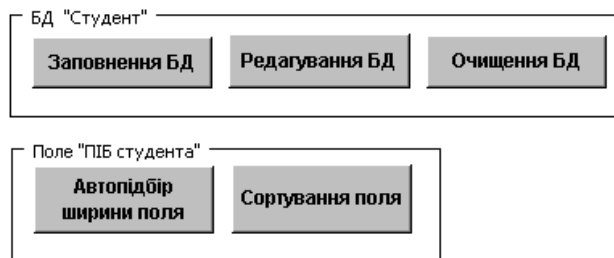 БД "Студент"
Заповнення БД Редагування БД Очищення БД
Поле "ПІБ студента"
Автопідбір
ширини поля
Сортування поля